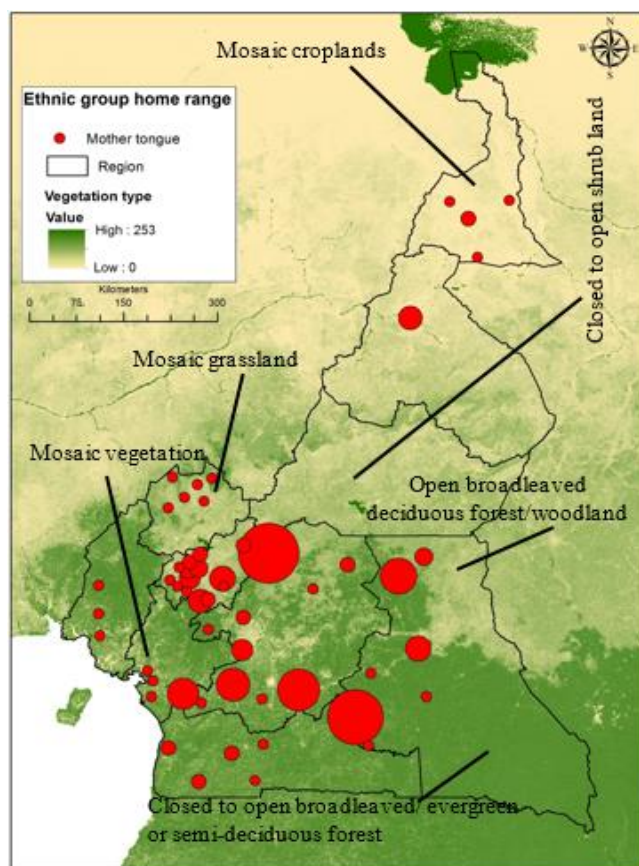 Mosaic croplands
N
W
E
S
Ethnic group home range
Mother tongue
Region
Vegetation type
Value
High : 253
Low : 0
Kilometers
0 75 150 300
Closed to open shrub land
Mosaic grassland
Mosaic vegetation
Open broadleaved
deciduous forest/woodland
Closed to open broadleaved/ evergreen
or semi-deciduous forest